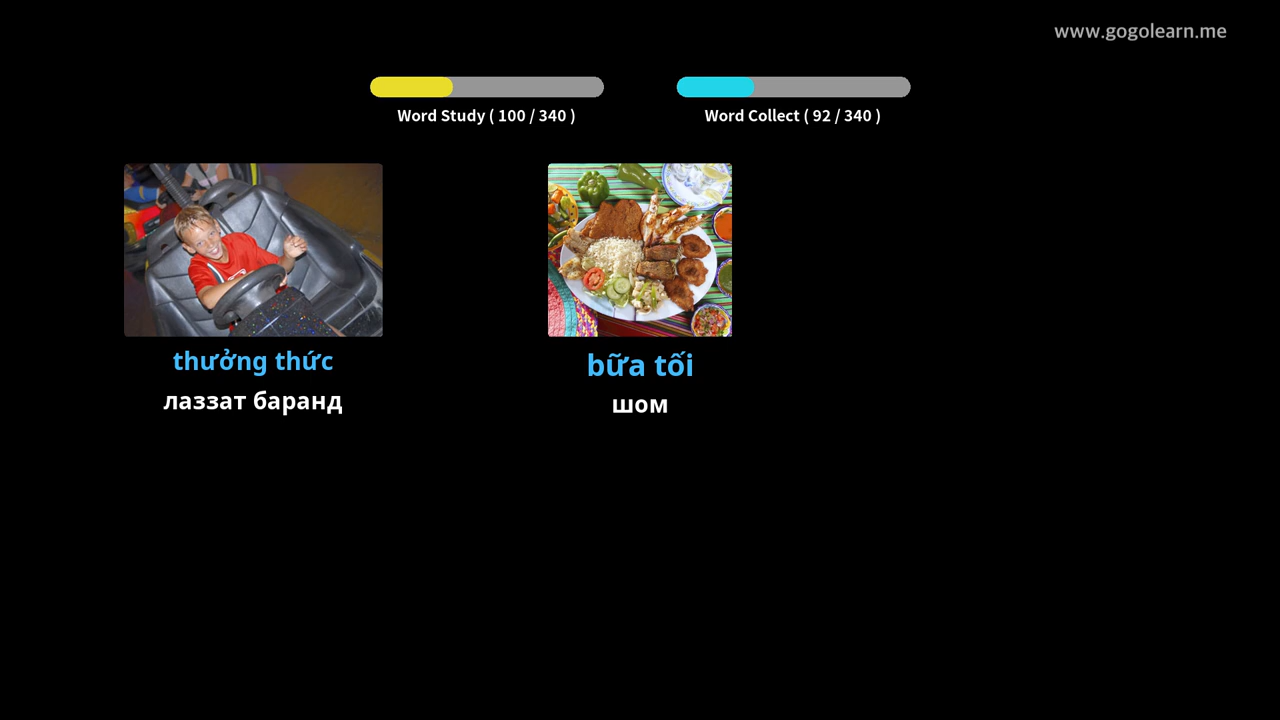 www.gogolearn.me
Word Study ( 100 / 340 )
Word Collect ( 92 / 340 )
thưởng thức
лаззат баранд
bữa tối
шом